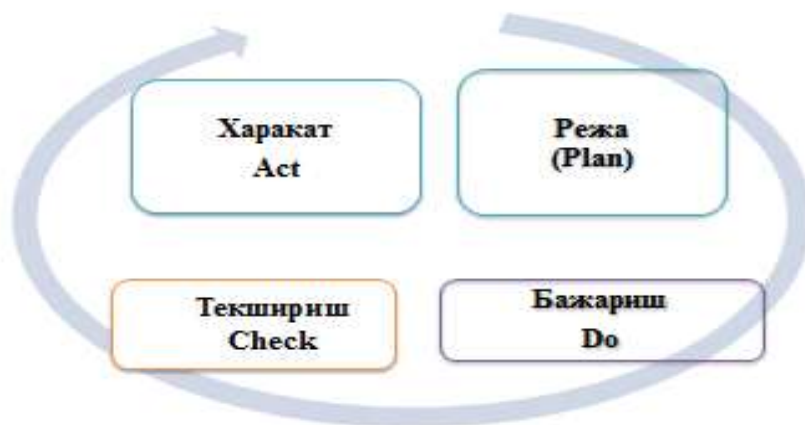 Харакат
Act
Режа
(Plan)
Текшириш
Check
Бажариш
Do